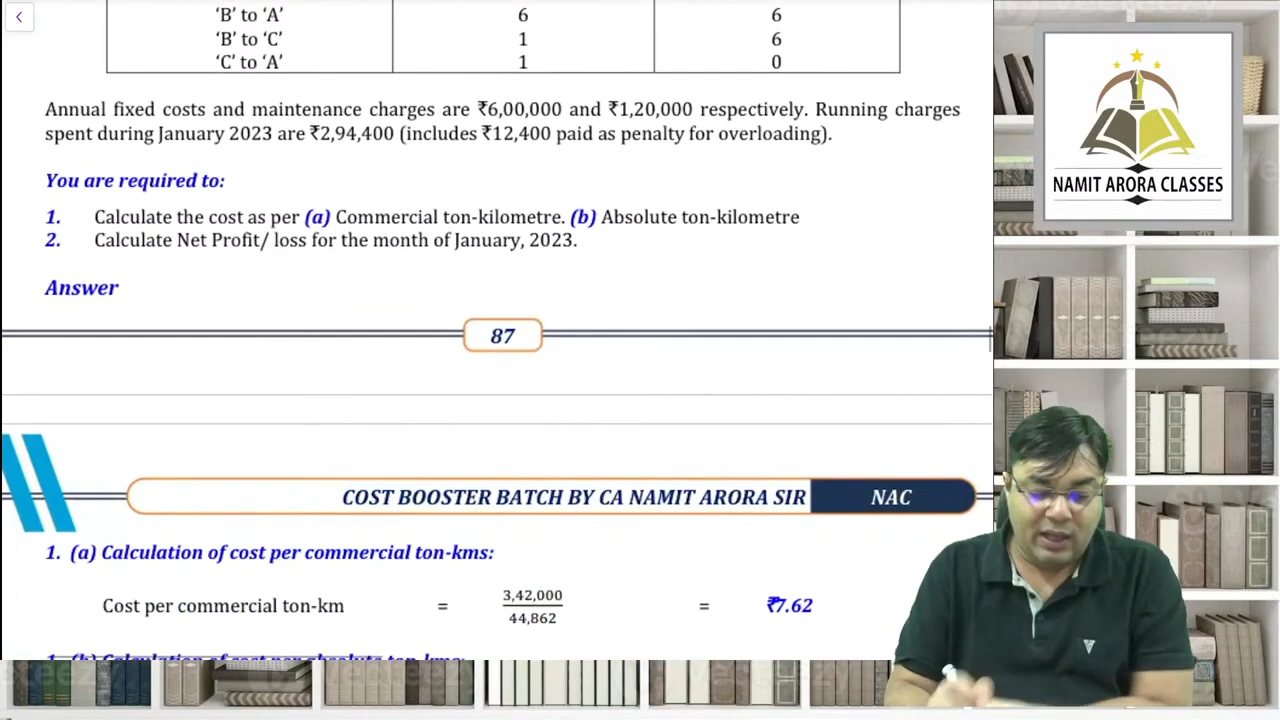 'B' to 'A' 6 6
'B' to 'C' 1 6
'C' to 'A' 1 0
Annual fixed costs and maintenance charges are ₹6,00,000 and ₹1,20,000 respectively. Running charges
spent during January 2023 are ₹2,94,400 (includes ₹12,400 paid as penalty for overloading).
You are required to:
1. Calculate the cost as per (a) Commercial ton-kilometre. (b) Absolute ton-kilometre
2. Calculate Net Profit/ loss for the month of January, 2023.
Answer
87
COST BOOSTER BATCH BY CA NAMIT ARORA SIR NAC
1. (a) Calculation of cost per commercial ton-kms:
Cost per commercial ton-km = 3,42,000 / 44,862 = ₹7.62
NAMIT ARORA CLASSES